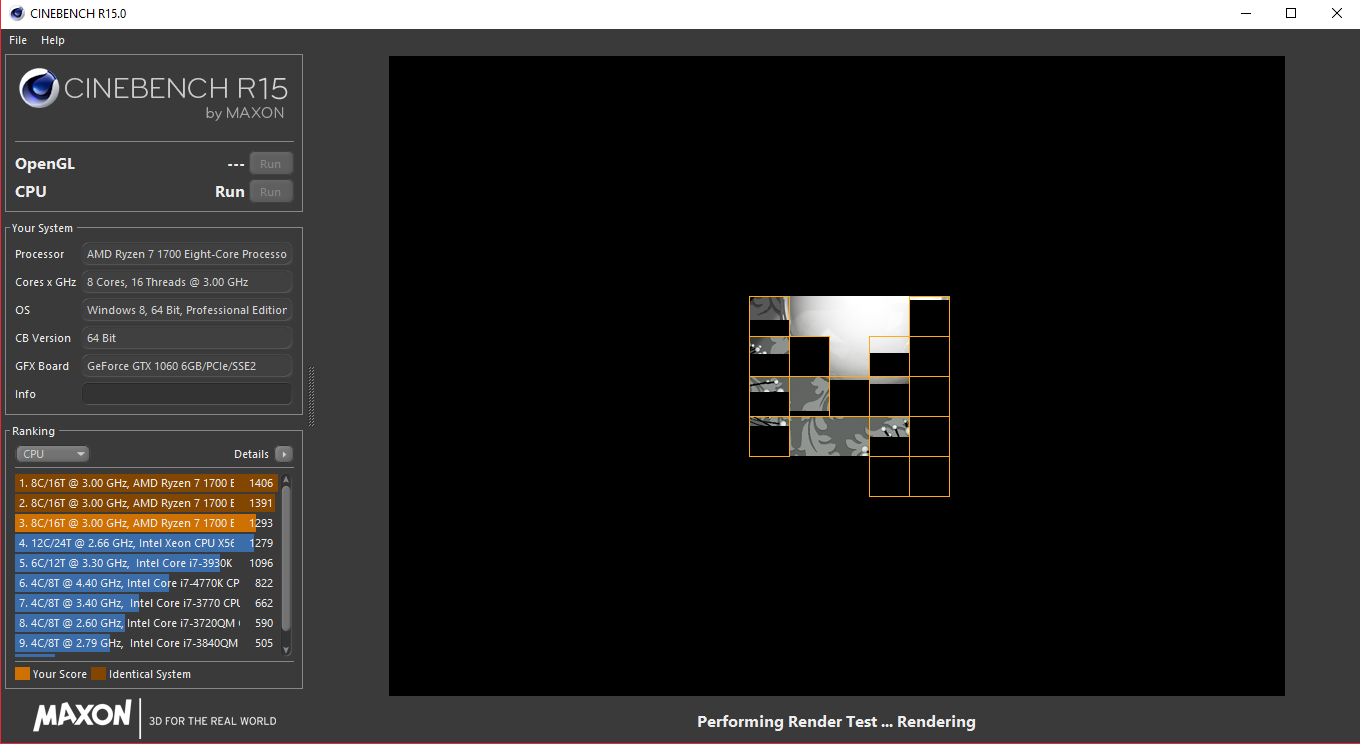 CINEBENCH R15.0
File Help
CINEBENCH R15
by MAXON
OpenGL --- Run
CPU Run Run
Your System
Processor AMD Ryzen 7 1700 Eight-Core Processo
Cores x GHz 8 Cores, 16 Threads @ 3.00 GHz
OS Windows 8, 64 Bit, Professional Edition
CB Version 64 Bit
GFX Board GeForce GTX 1060 6GB/PCIe/SSE2
Info
Ranking
CPU Details
1. 8C/16T @ 3.00 GHz, AMD Ryzen 7 1700 E 1406
2. 8C/16T @ 3.00 GHz, AMD Ryzen 7 1700 E 1391
3. 8C/16T @ 3.00 GHz, AMD Ryzen 7 1700 E 1293
4. 12C/24T @ 2.66 GHz, Intel Xeon CPU X56 1279
5. 6C/12T @ 3.30 GHz, Intel Core i7-3930K 1096
6. 4C/8T @ 4.40 GHz, Intel Core i7-4770K CP 822
7. 4C/8T @ 3.40 GHz, Intel Core i7-3770 CPU 662
8. 4C/8T @ 2.60 GHz, Intel Core i7-3720QM 590
9. 4C/8T @ 2.79 GHz, Intel Core i7-3840QM 505
Your Score Identical System
MAXON 3D FOR THE REAL WORLD
Performing Render Test ... Rendering